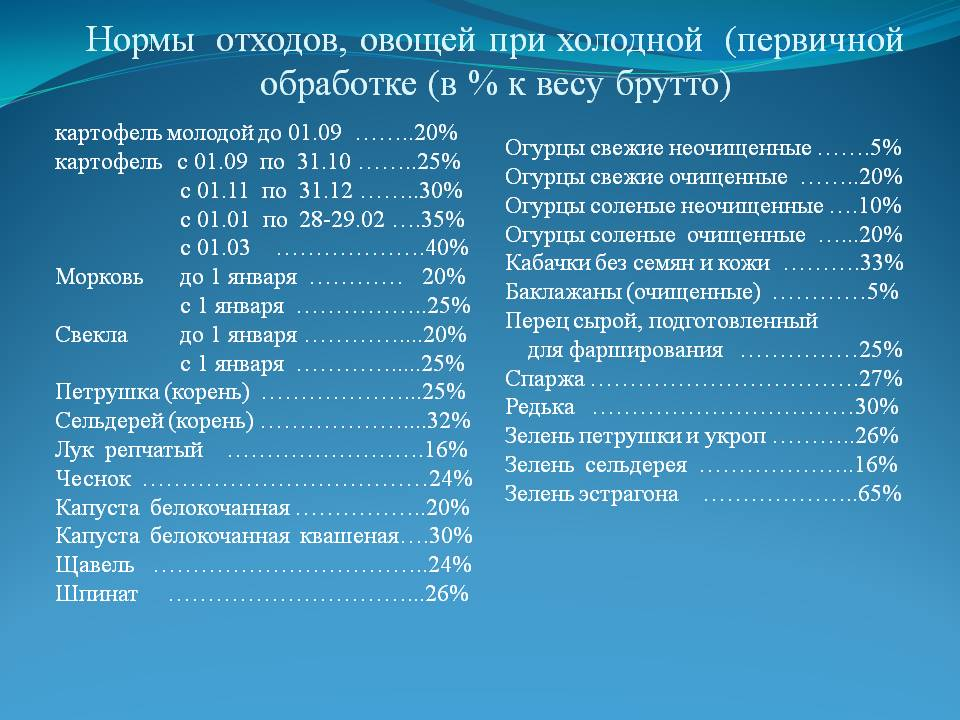 Нормы отходов, овощей при холодной (первичной
обработке (в % к весу брутто)
картофель молодой до 01.09 ……..20%
картофель с 01.09 по 31.10 ……..25%
с 01.11 по 31.12 ……..30%
с 01.01 по 28-29.02 ….35%
с 01.03 ……………….40%
Морковь до 1 января ………… 20%
с 1 января ……………..25%
Свекла до 1 января …………....20%
с 1 января ………….....25%
Петрушка (корень) ………………...25%
Сельдерей (корень) ………………....32%
Лук репчатый …………………….16%
Чеснок ………………………………24%
Капуста белокочанная ……………..20%
Капуста белокочанная квашеная….30%
Щавель ……………………………..24%
Шпинат …………………………...26%
Огурцы свежие неочищенные …….5%
Огурцы свежие очищенные ……..20%
Огурцы соленые неочищенные ….10%
Огурцы соленые очищенные …...20%
Кабачки без семян и кожи ……….33%
Баклажаны (очищенные) …………5%
Перец сырой, подготовленный
для фарширования ……………25%
Спаржа …………………………….27%
Редька ……………………………30%
Зелень петрушки и укроп ………..26%
Зелень сельдерея ………………..16%
Зелень эстрагона ……………….65%